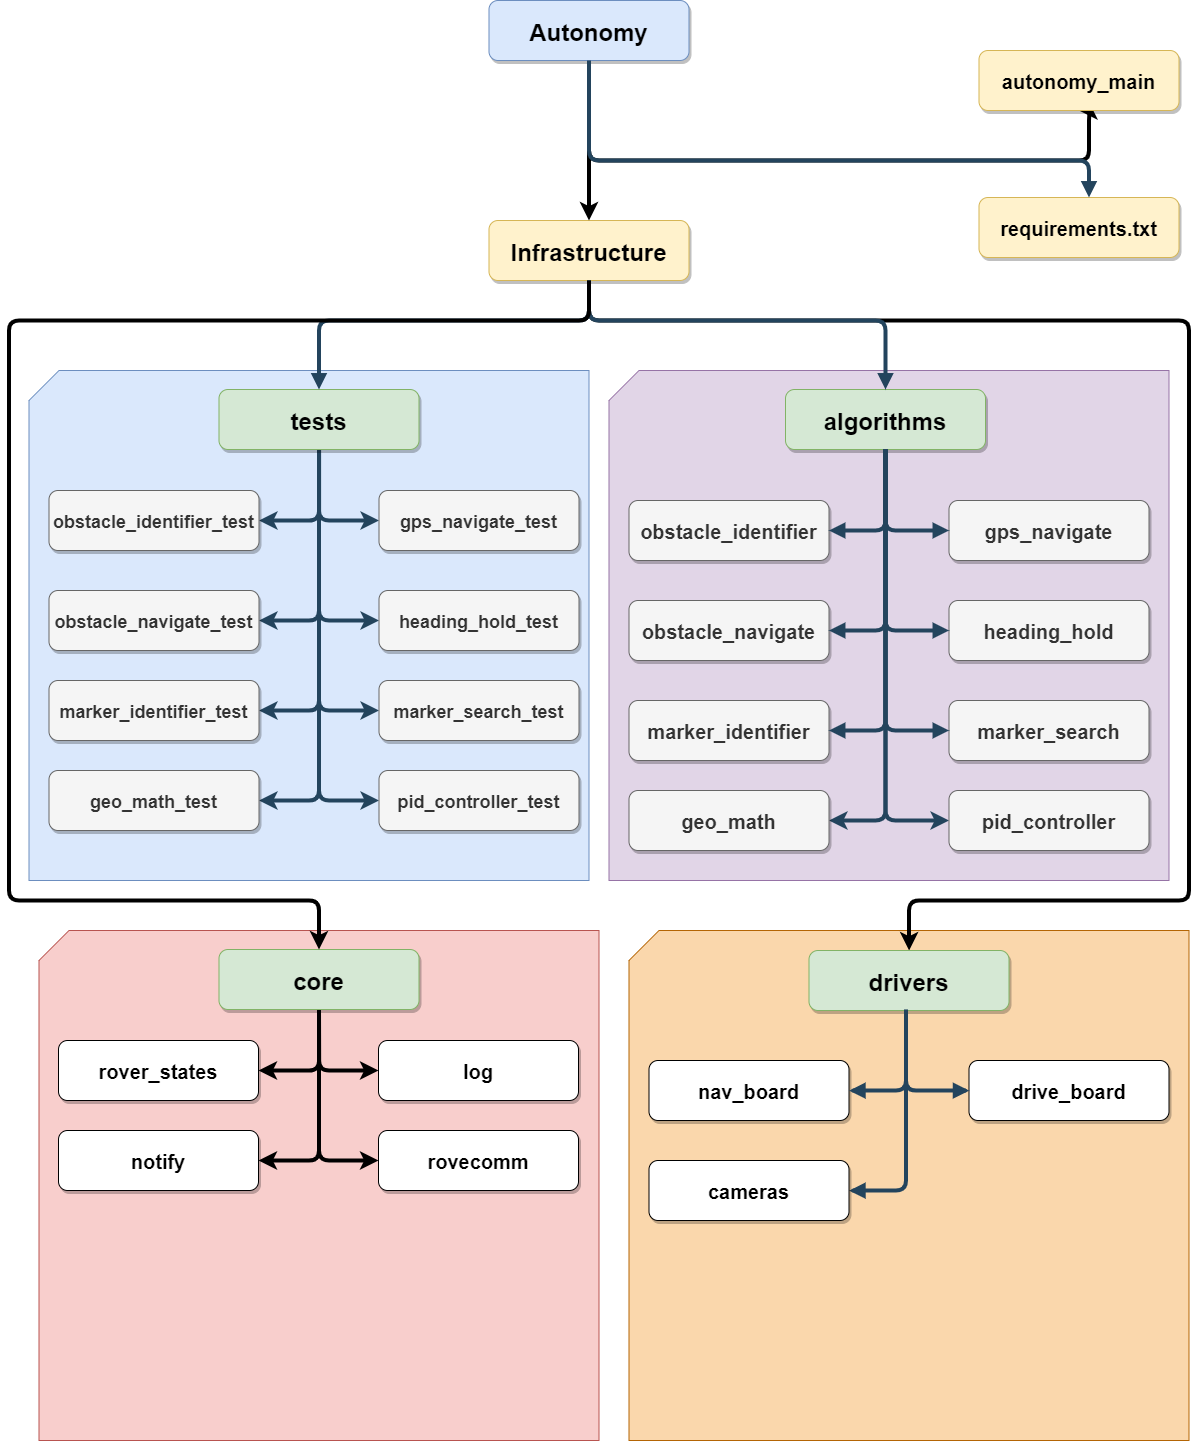 Autonomy
autonomy_main
requirements.txt
Infrastructure
tests
obstacle_identifier_test
gps_navigate_test
obstacle_navigate_test
heading_hold_test
marker_identifier_test
marker_search_test
geo_math_test
pid_controller_test
algorithms
obstacle_identifier
gps_navigate
obstacle_navigate
heading_hold
marker_identifier
marker_search
geo_math
pid_controller
core
rover_states
log
notify
rovecomm
drivers
nav_board
drive_board
cameras